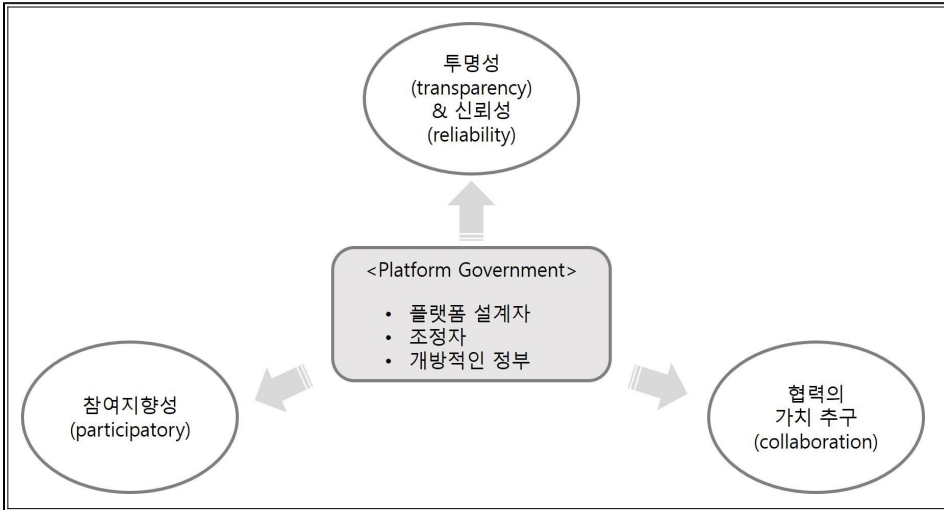 투명성
(transparency)
& 신뢰성
(reliability)
<Platform Government>
• 플랫폼 설계자
• 조정자
• 개방적인 정부
참여지향성
(participatory)
협력의
가치 추구
(collaboration)